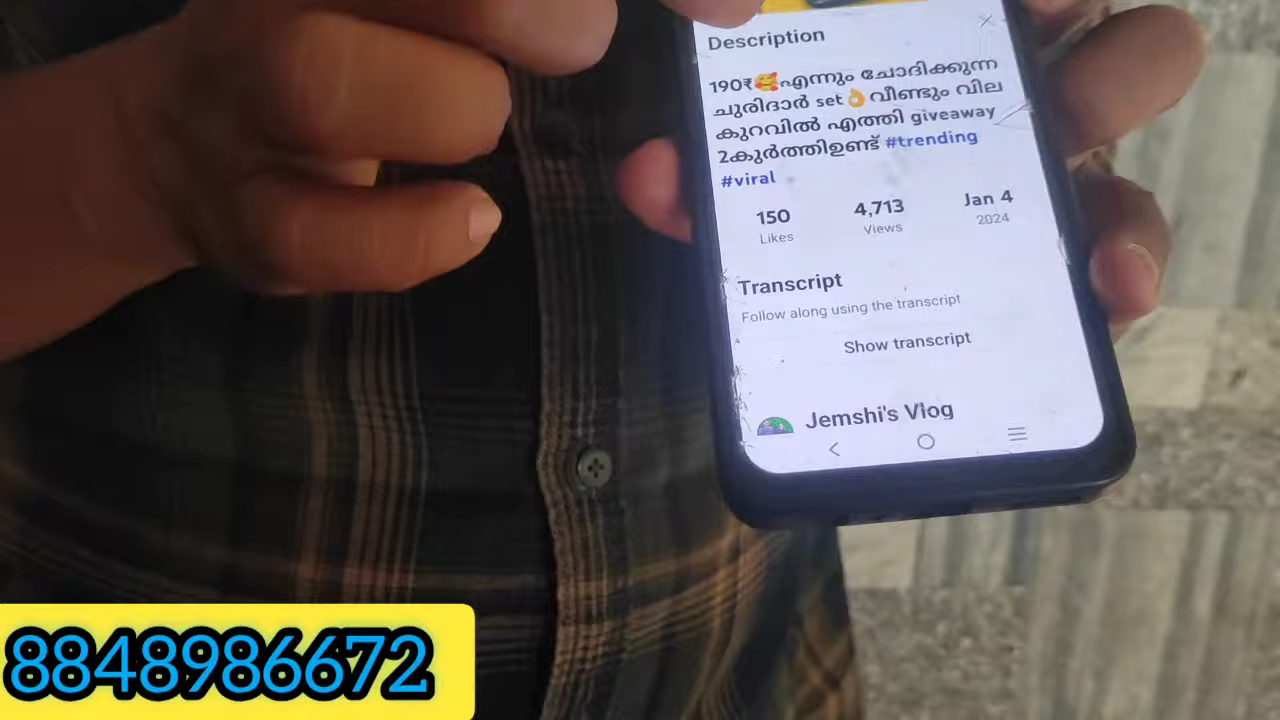 Description
190₹🥰എന്നും ചോദിക്കുന്ന
ചുരിദാർ set👌വീണ്ടും വില
കുറവിൽ എത്തി giveaway
2കുർത്തിഉണ്ട് #trending
#viral
150 4,713 Jan 4
Likes Views 2024
Transcript
Follow along using the transcript
Show transcript
Jemshi's Vlog
8848986672